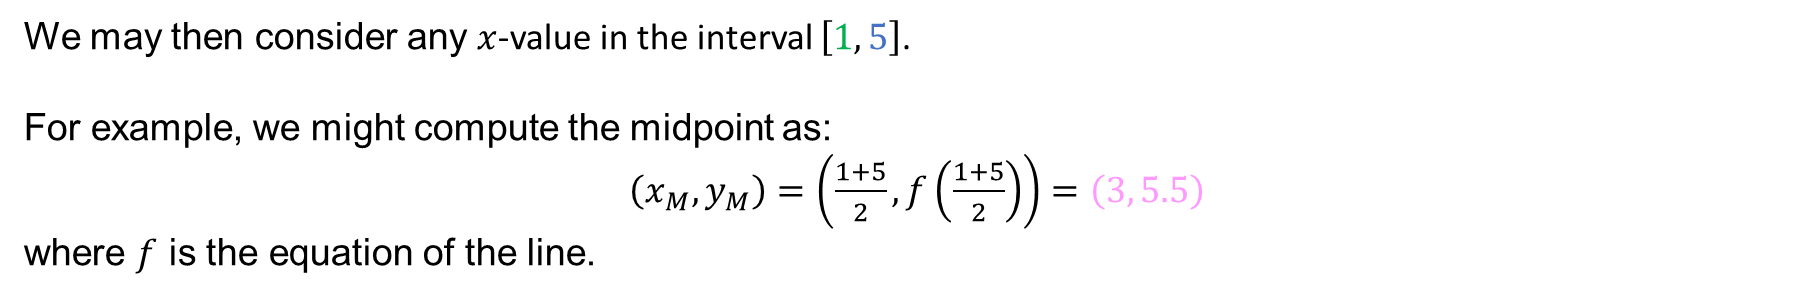 We may then consider any x-value in the interval [1, 5].
For example, we might compute the midpoint as:
(x_M, y_M) = ((1+5)/2, f((1+5)/2)) = (3, 5.5)
where f is the equation of the line.